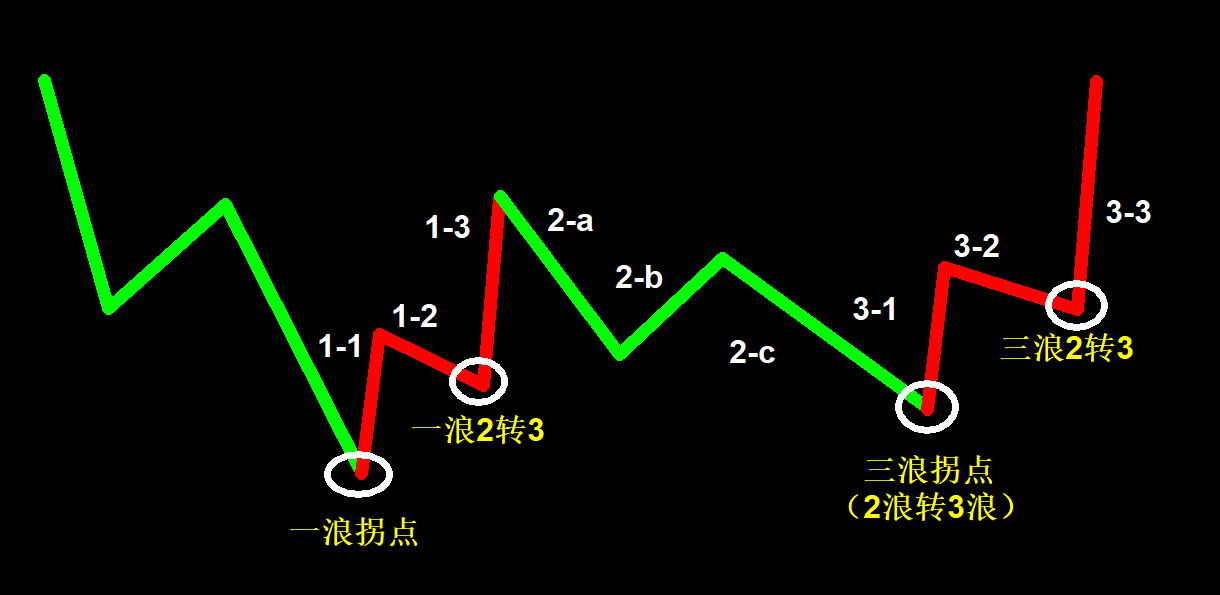 1-1
1-2
1-3
2-a
2-b
2-c
3-1
3-2
3-3
一浪拐点
一浪2转3
三浪拐点
（2浪转3浪）
三浪2转3